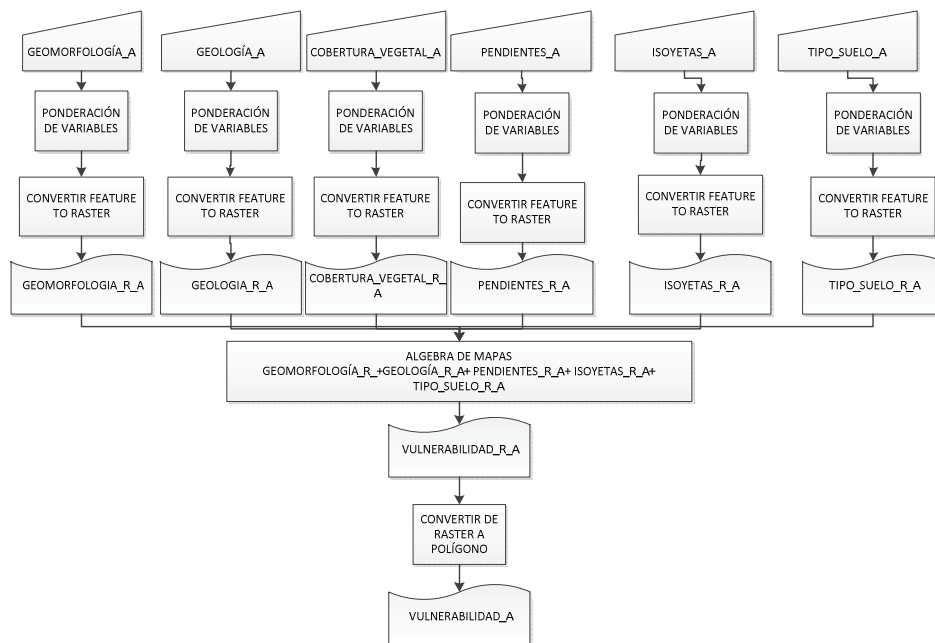 GEOMORFOLOGÍA_A
GEOLOGÍA_A
COBERTURA_VEGETAL_A
PENDIENTES_A
ISOYETAS_A
TIPO_SUELO_A
PONDERACIÓN
DE VARIABLES
PONDERACIÓN
DE VARIABLES
PONDERACIÓN
DE VARIABLES
PONDERACIÓN
DE VARIABLES
PONDERACIÓN
DE VARIABLES
PONDERACIÓN
DE VARIABLES
CONVERTIR FEATURE
TO RASTER
CONVERTIR FEATURE
TO RASTER
CONVERTIR FEATURE
TO RASTER
CONVERTIR FEATURE
TO RASTER
CONVERTIR FEATURE
TO RASTER
CONVERTIR FEATURE
TO RASTER
GEOMORFOLOGIA_R_A
GEOLOGIA_R_A
COBERTURA_VEGETAL_R_
A
PENDIENTES_R_A
ISOYETAS_R_A
TIPO_SUELO_R_A
ALGEBRA DE MAPAS
GEOMORFOLOGÍA_R_+GEOLOGÍA_R_A+ PENDIENTES_R_A+ ISOYETAS_R_A+
TIPO_SUELO_R_A
VULNERABILIDAD_R_A
CONVERTIR DE
RASTER A
POLÍGONO
VULNERABILIDAD_A